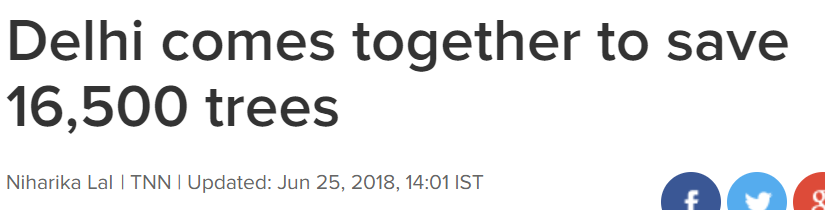 Delhi comes together to save
16,500 trees
Niharika Lal | TNN | Updated: Jun 25, 2018, 14:01 IST